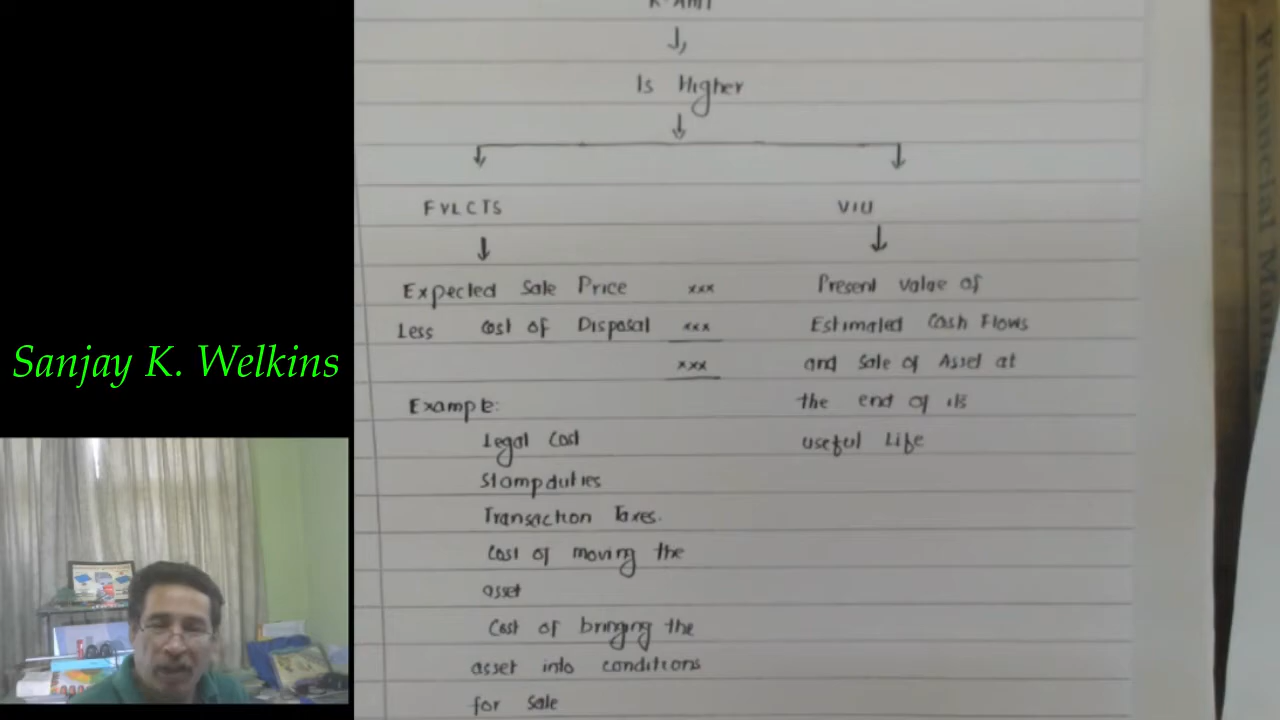 R. Amt
Is Higher
FVLCTS
VIU
Expected Sale Price xxx
Less Cost of Disposal xxx
xxx
Example:
Legal Cost
Stampduties
Transaction Taxes.
Cost of moving the
asset
Cost of bringing the
asset into conditions
for Sale
Present value of
Estimated Cash Flows
and Sale of Asset at
the end of its
useful Life
Sanjay K. Welkins